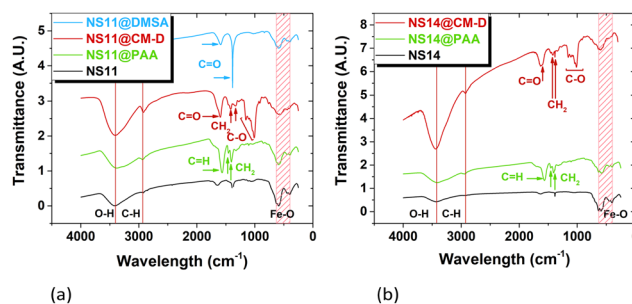 Transmittance (A.U.)
5
4
3
2
1
0
NS11@DMSA
NS11@CM-D
NS11@PAA
NS11
C=O
C=O
CH2
C-O
C=H
CH2
O-H
C-H
Fe-O
4000
3000
2000
1000
0
Wavelength (cm-1)
(a)
Transmittance (A.U.)
8
7
6
5
4
3
2
1
0
NS14@CM-D
NS14@PAA
NS14
C=O
C-O
CH2
C=H
CH2
O-H
C-H
Fe-O
4000
3000
2000
1000
0
Wavelength (cm-1)
(b)